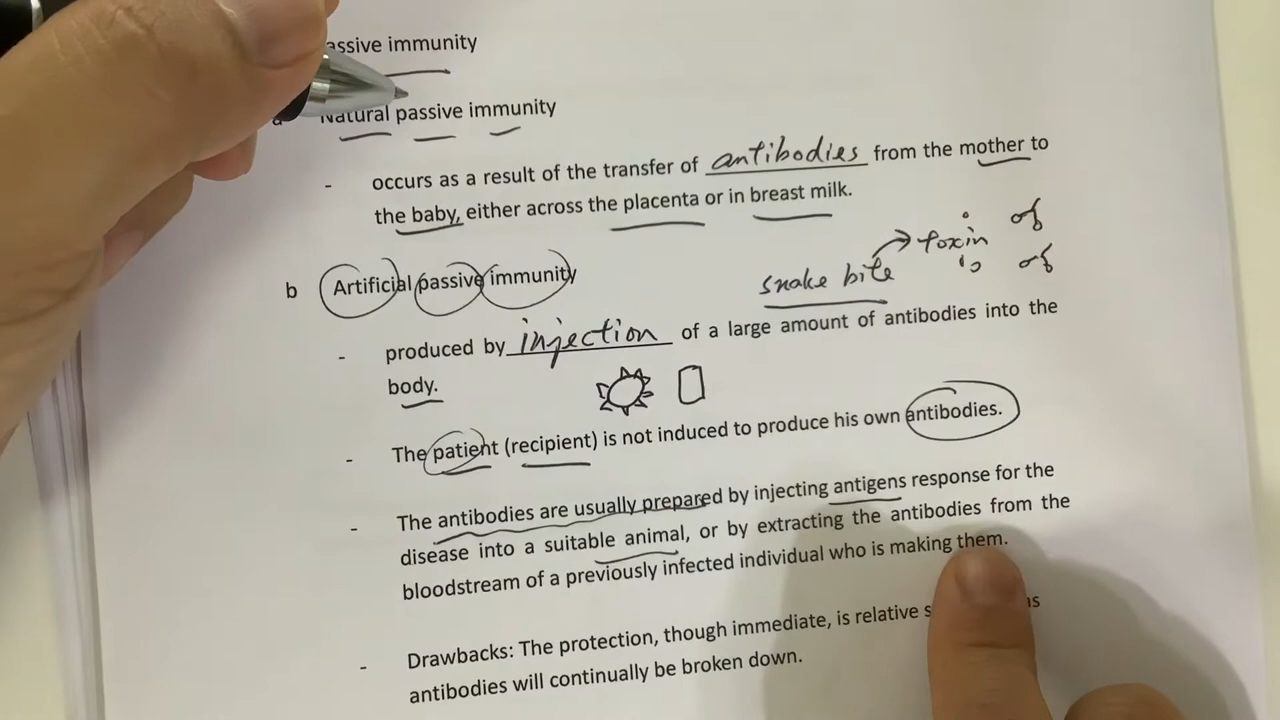 assive immunity
Natural passive immunity
- occurs as a result of the transfer of antibodies from the mother to
the baby, either across the placenta or in breast milk.
snake bite → toxin
b Artificial passive immunity
- produced by injection of a large amount of antibodies into the
body.
- The patient (recipient) is not induced to produce his own antibodies.
- The antibodies are usually prepared by injecting antigens response for the
disease into a suitable animal, or by extracting the antibodies from the
bloodstream of a previously infected individual who is making them.
- Drawbacks: The protection, though immediate, is relative
antibodies will continually be broken down.